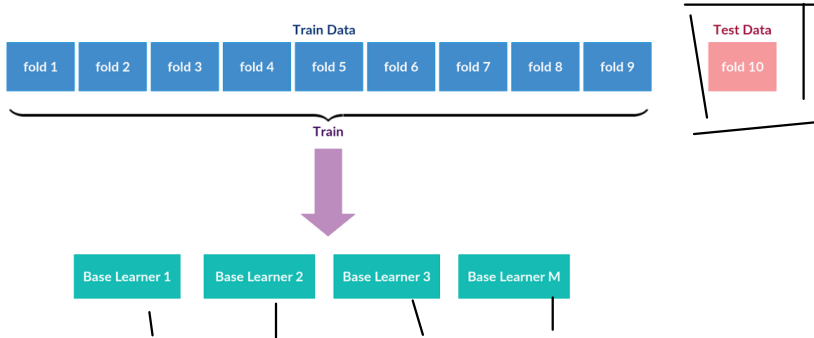 Train Data
Test Data
fold 1 fold 2 fold 3 fold 4 fold 5 fold 6 fold 7 fold 8 fold 9 fold 10
Train
Base Learner 1 Base Learner 2 Base Learner 3 Base Learner M